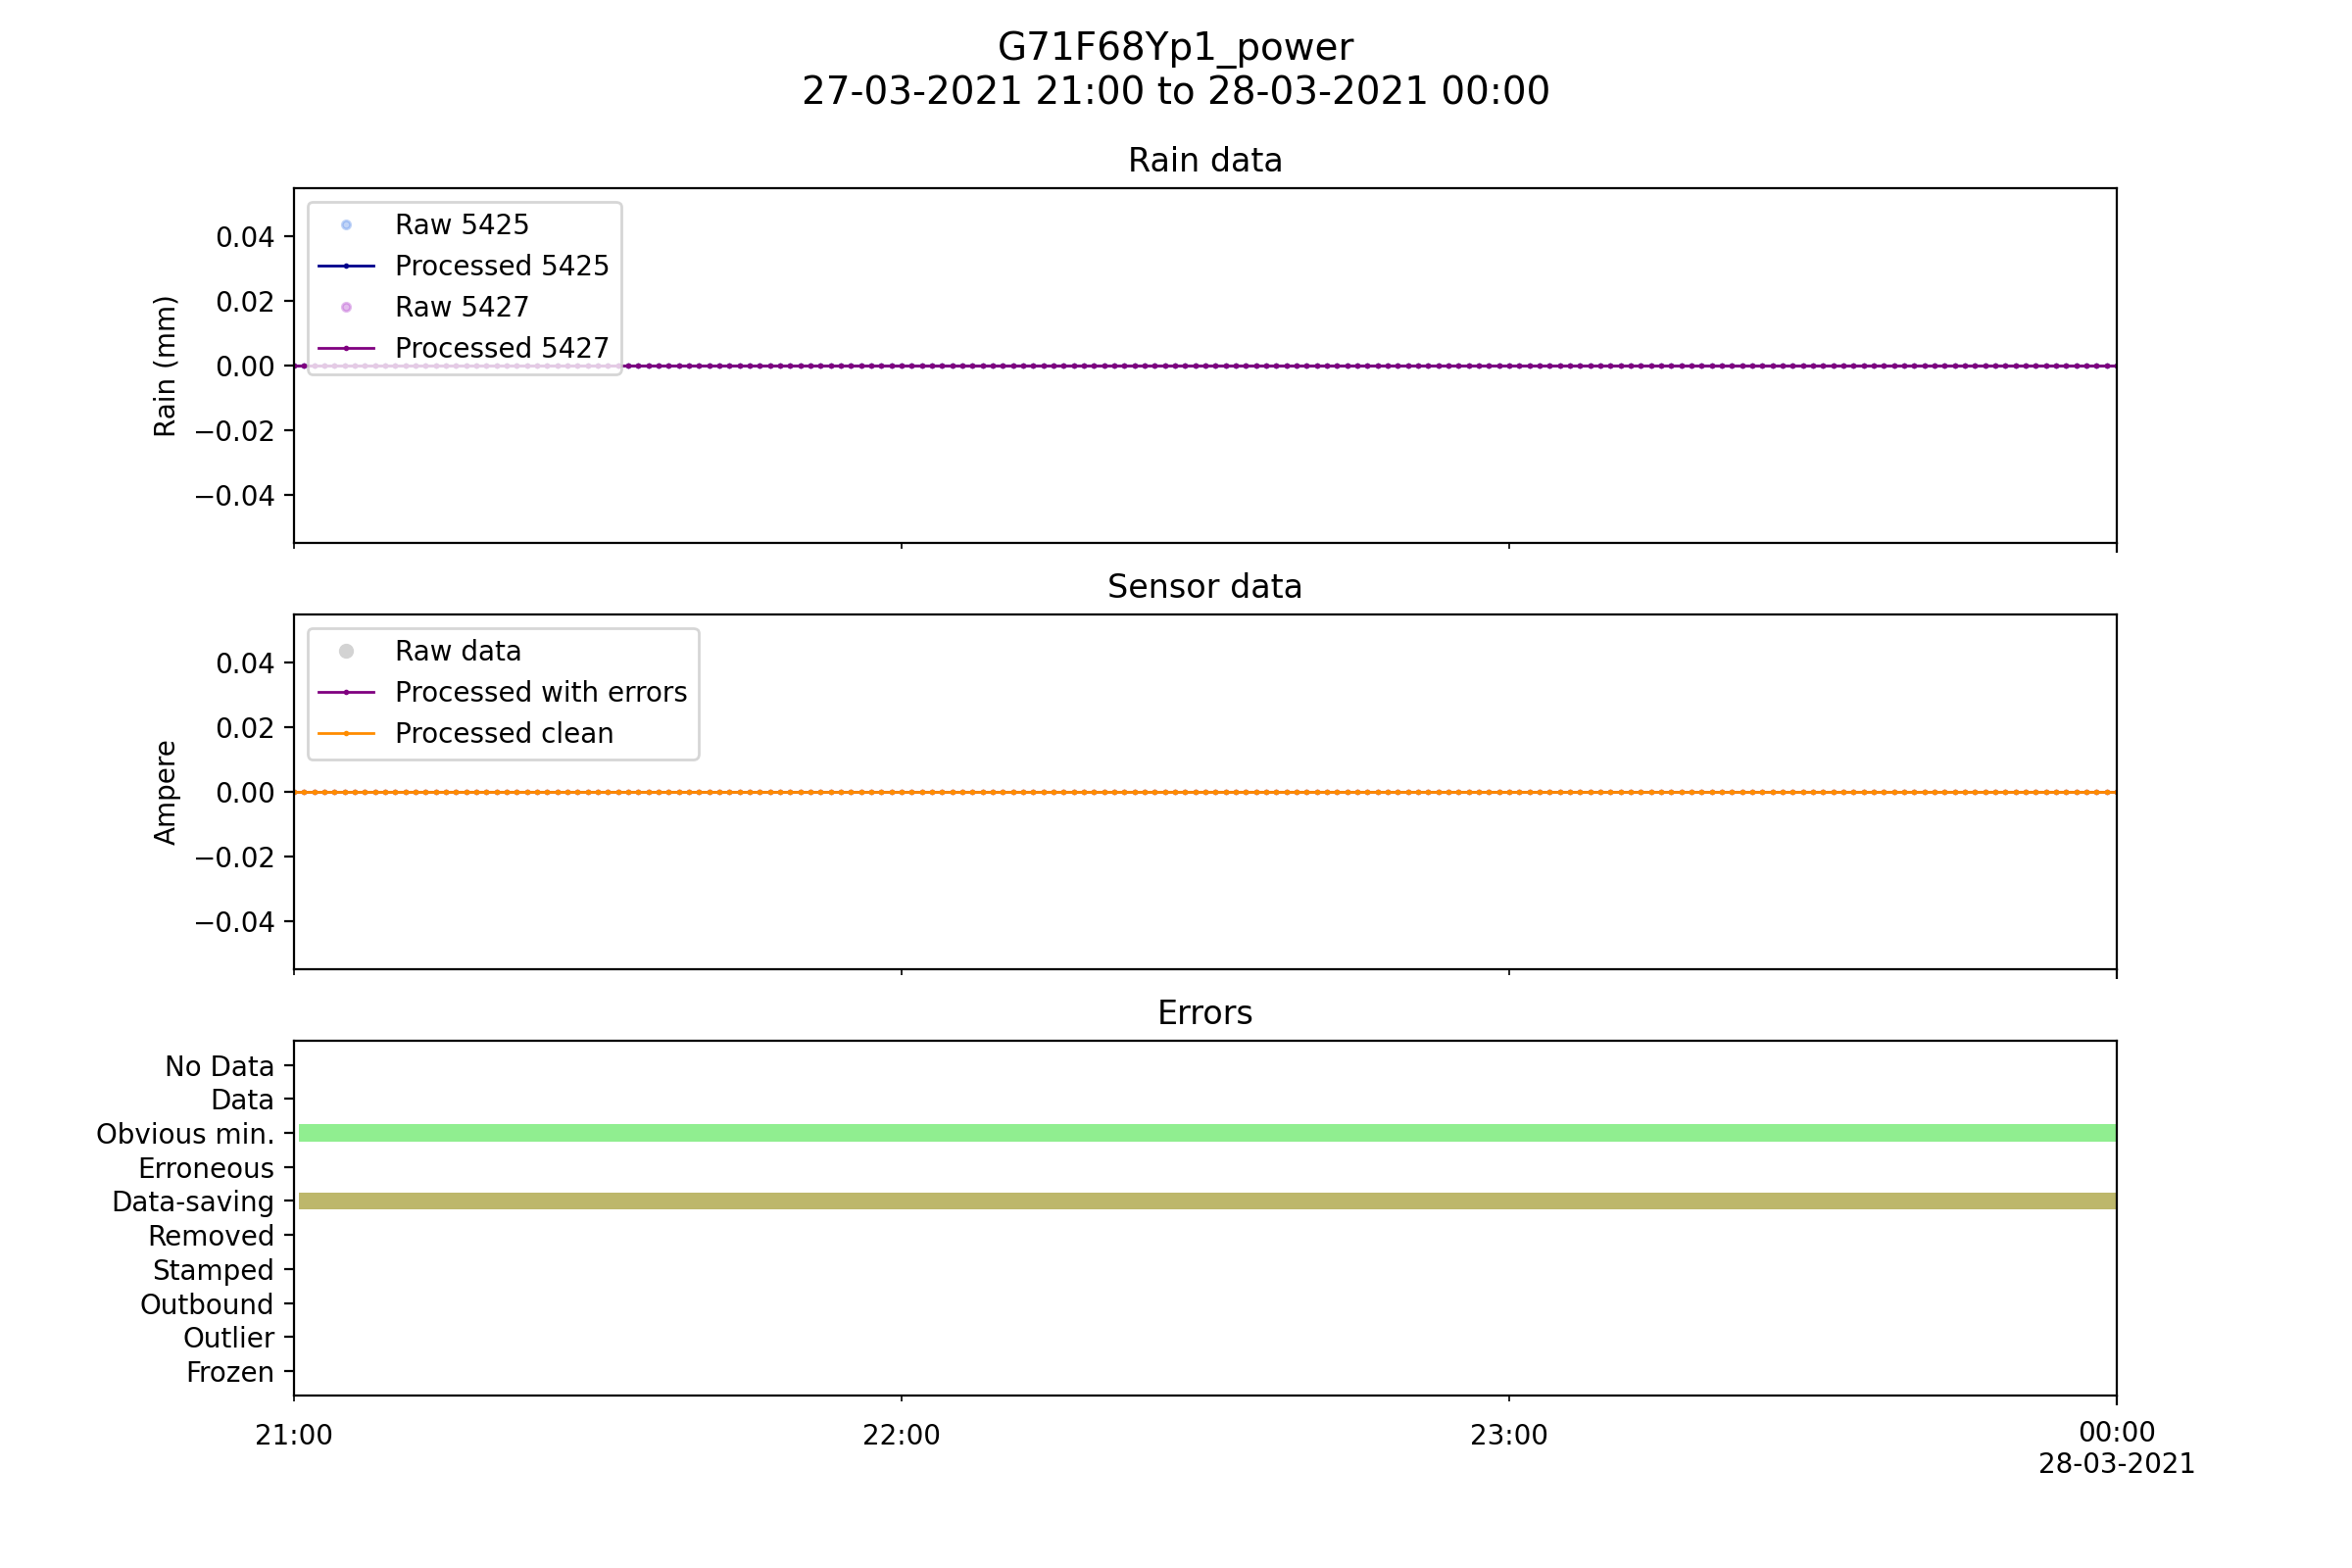 G71F68Yp1_power
27-03-2021 21:00 to 28-03-2021 00:00
Rain data
Rain (mm)
0.04
0.02
0.00
−0.02
−0.04
Raw 5425
Processed 5425
Raw 5427
Processed 5427
Sensor data
Ampere
0.04
0.02
0.00
−0.02
−0.04
Raw data
Processed with errors
Processed clean
Errors
No Data
Data
Obvious min.
Erroneous
Data-saving
Removed
Stamped
Outbound
Outlier
Frozen
21:00
22:00
23:00
00:00
28-03-2021